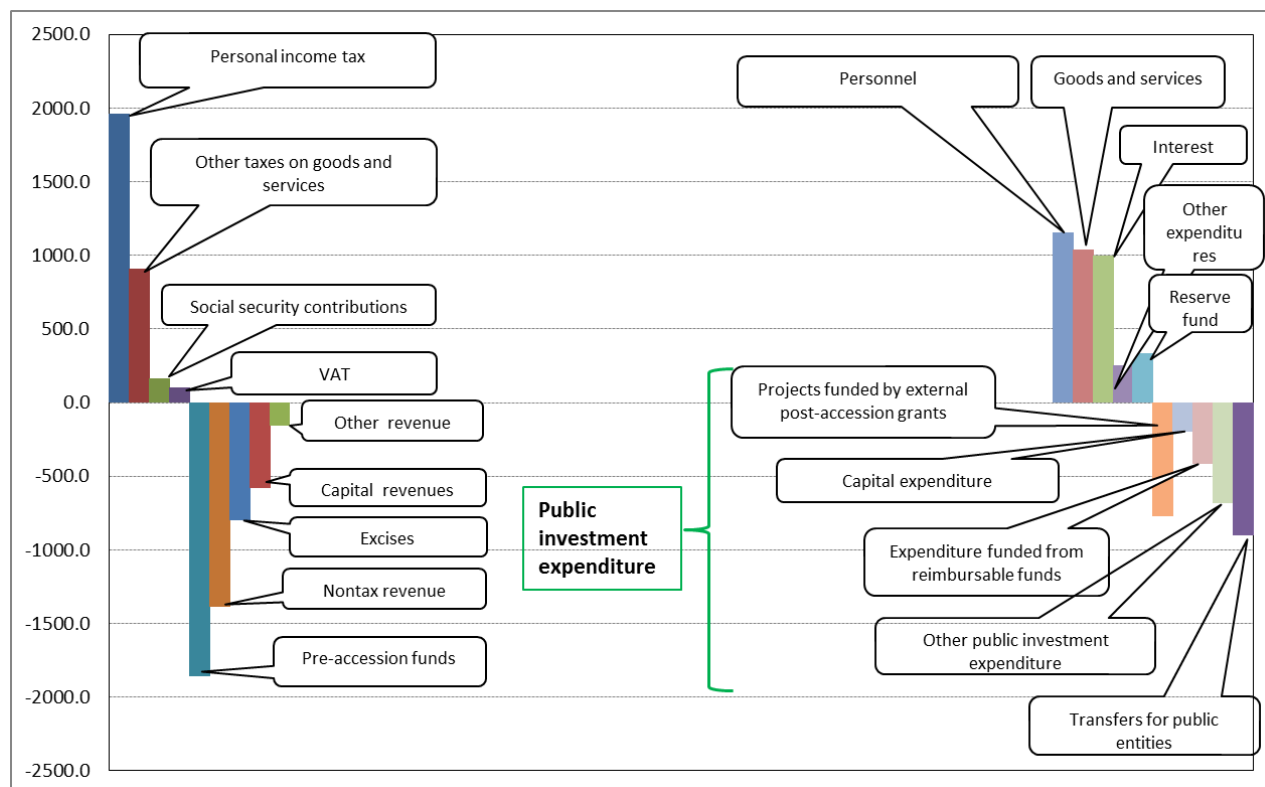 2500.0
2000.0
1500.0
1000.0
500.0
0.0
-500.0
-1000.0
-1500.0
-2000.0
-2500.0
Personal income tax
Other taxes on goods and
services
Social security contributions
VAT
Other revenue
Capital revenues
Excises
Nontax revenue
Pre-accession funds
Public
investment
expenditure
Personnel
Goods and services
Interest
Other
expenditu
res
Reserve
fund
Projects funded by external
post-accession grants
Capital expenditure
Expenditure funded from
reimbursable funds
Other public investment
expenditure
Transfers for public
entities